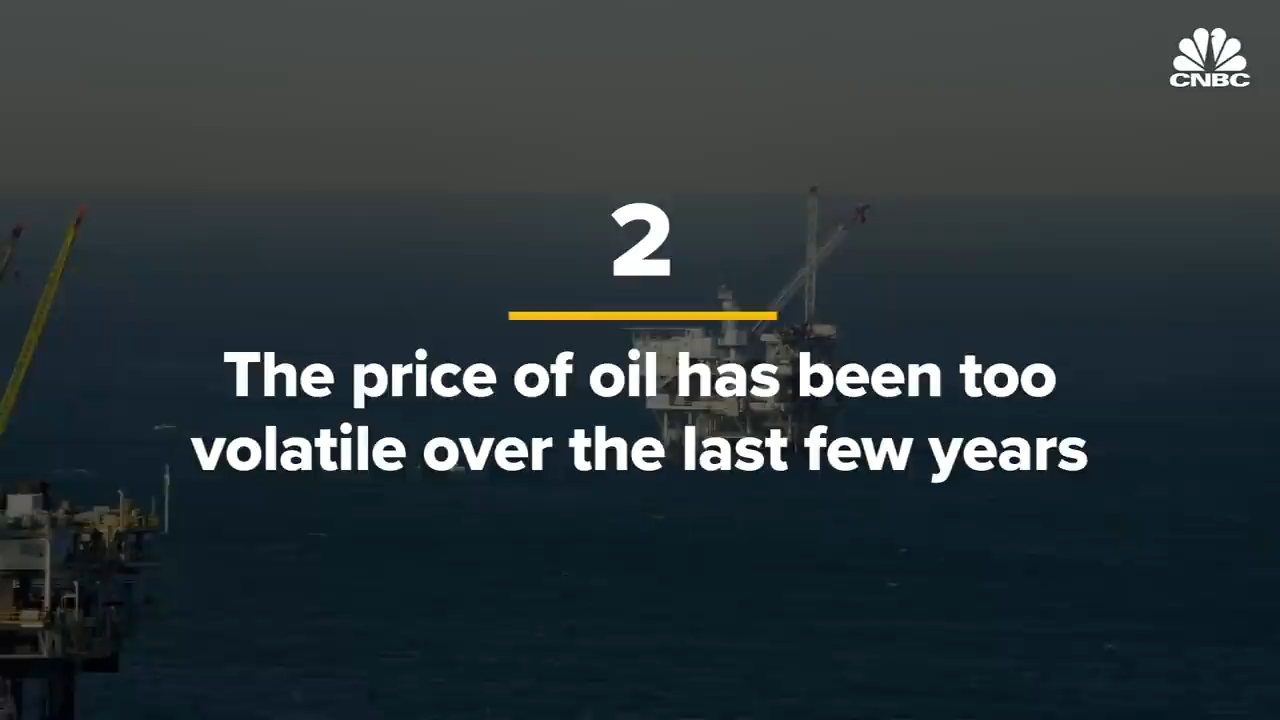 CNBC
2
The price of oil has been too
volatile over the last few years